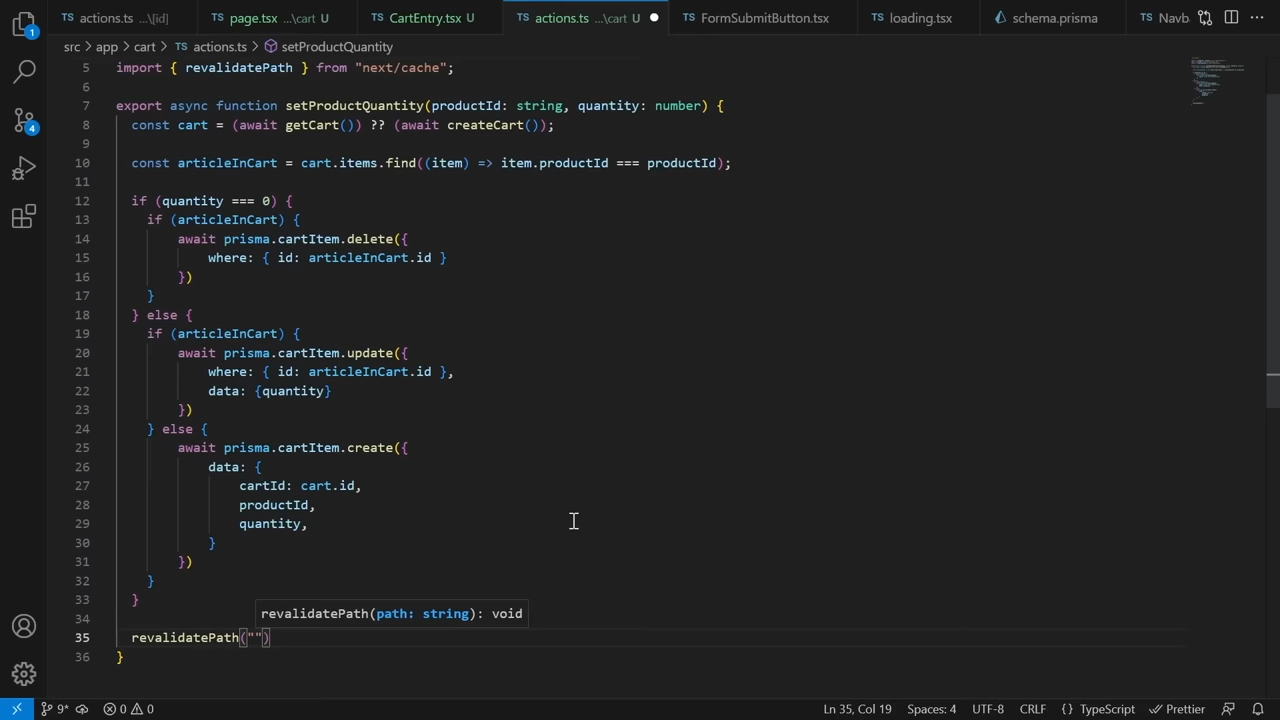 TS actions.ts ...\[id]
page.tsx ...\cart U
TS CartEntry.tsx U
TS actions.ts ...\cart U
TS FormSubmitButton.tsx
TS loading.tsx
schema.prisma
TS Navb
src > app > cart > TS actions.ts > setProductQuantity
5 import { revalidatePath } from "next/cache";
6
7 export async function setProductQuantity(productId: string, quantity: number) {
8 const cart = (await getCart()) ?? (await createCart());
9
10 const articleInCart = cart.items.find((item) => item.productId === productId);
11
12 if (quantity === 0) {
13 if (articleInCart) {
14 await prisma.cartItem.delete({
15 where: { id: articleInCart.id }
16 })
17 }
18 } else {
19 if (articleInCart) {
20 await prisma.cartItem.update({
21 where: { id: articleInCart.id },
22 data: {quantity}
23 })
24 } else {
25 await prisma.cartItem.create({
26 data: {
27 cartId: cart.id,
28 productId,
29 quantity,
30 }
31 })
32 }
33 }
revalidatePath(path: string): void
34
35 revalidatePath("")
36 }
1
4
9*
0 0
Ln 35, Col 19
Spaces: 4
UTF-8
CRLF
{ } TypeScript
Prettier